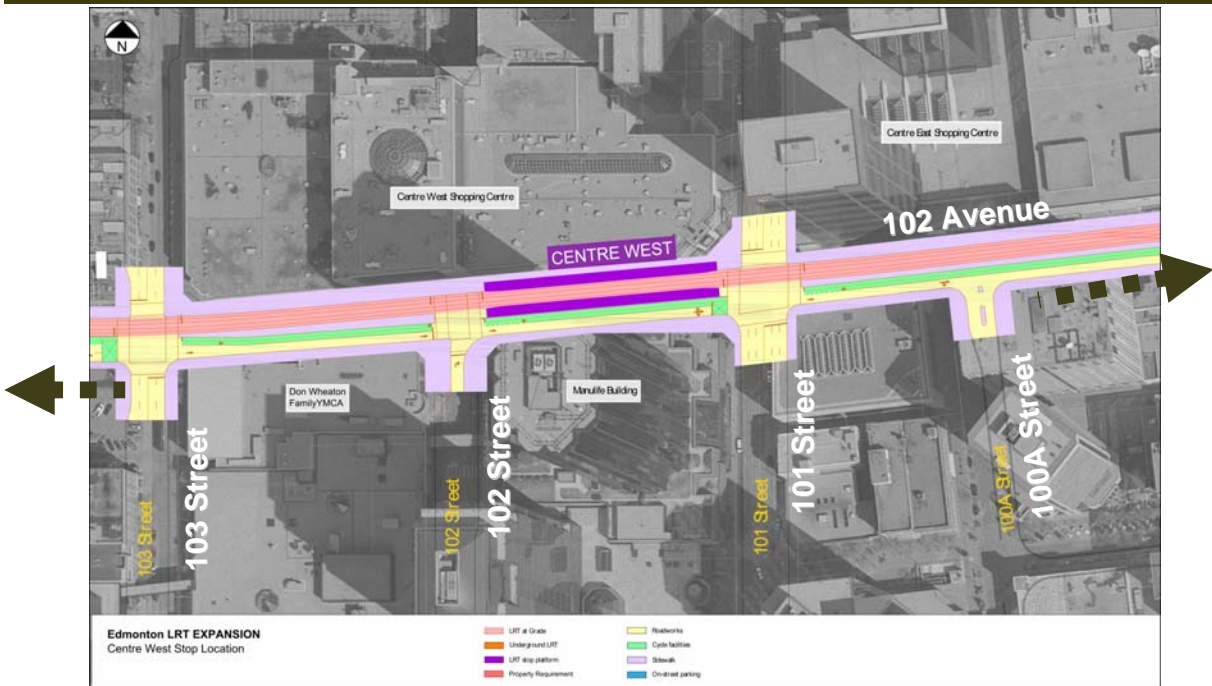 N
Centre East Shopping Centre
Centre West Shopping Centre
102 Avenue
CENTRE WEST
Don Wheaton
FamilyYMCA
Manulife Building
103 Street
103 Street
102 Street
102 Street
101 Street
101 Street
100A Street
100A Street
Edmonton LRT EXPANSION
Centre West Stop Location
LRT at Grade
Underground LRT
LRT stop platform
Property Requirement
Roadworks
Cycle facilities
Sidewalk
On-street parking